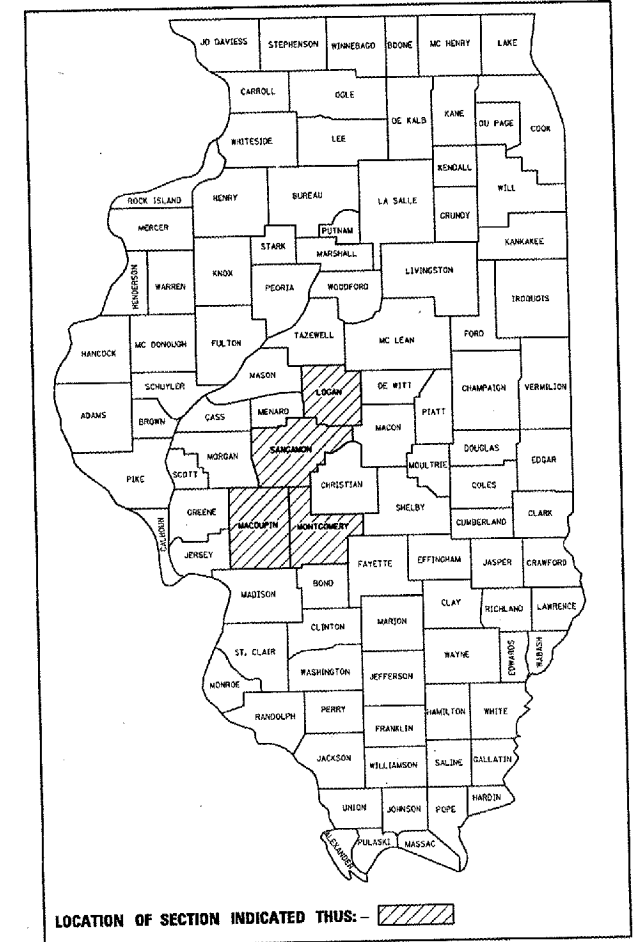 JO DAVIESS STEPHENSON WINNEBAGO BOONE MC HENRY LAKE
CARROLL OGLE DE KALB KANE DU PAGE COOK
WHITESIDE LEE KENDALL WILL
ROCK ISLAND HENRY BUREAU LA SALLE GRUNDY
MERCER PUTNAM KANKAKEE
STARK MARSHALL LIVINGSTON
HENDERSON WARREN KNOX PEORIA WOODFORD IROQUOIS
HANCOCK MC DONOUGH FULTON TAZEWELL MC LEAN FORD
MASON CHAMPAIGN VERMILION
SCHUYLER LOGAN DE WITT PIATT
ADAMS BROWN CASS MENARD MACON
SANGAMON DOUGLAS EDGAR
PIKE SCOTT MORGAN CHRISTIAN MOULTRIE COLES
GREENE MACOUPIN MONTGOMERY SHELBY CUMBERLAND CLARK
CALHOUN JERSEY FAYETTE EFFINGHAM JASPER CRAWFORD
MADISON BOND CLAY RICHLAND LAWRENCE
CLINTON MARION
ST. CLAIR WAYNE EDWARDS WABASH
WASHINGTON JEFFERSON
MONROE
RANDOLPH PERRY HAMILTON WHITE
FRANKLIN
JACKSON WILLIAMSON SALINE GALLATIN
UNION JOHNSON POPE HARDIN
ALEXANDER PULASKI MASSAC
LOCATION OF SECTION INDICATED THUS: –